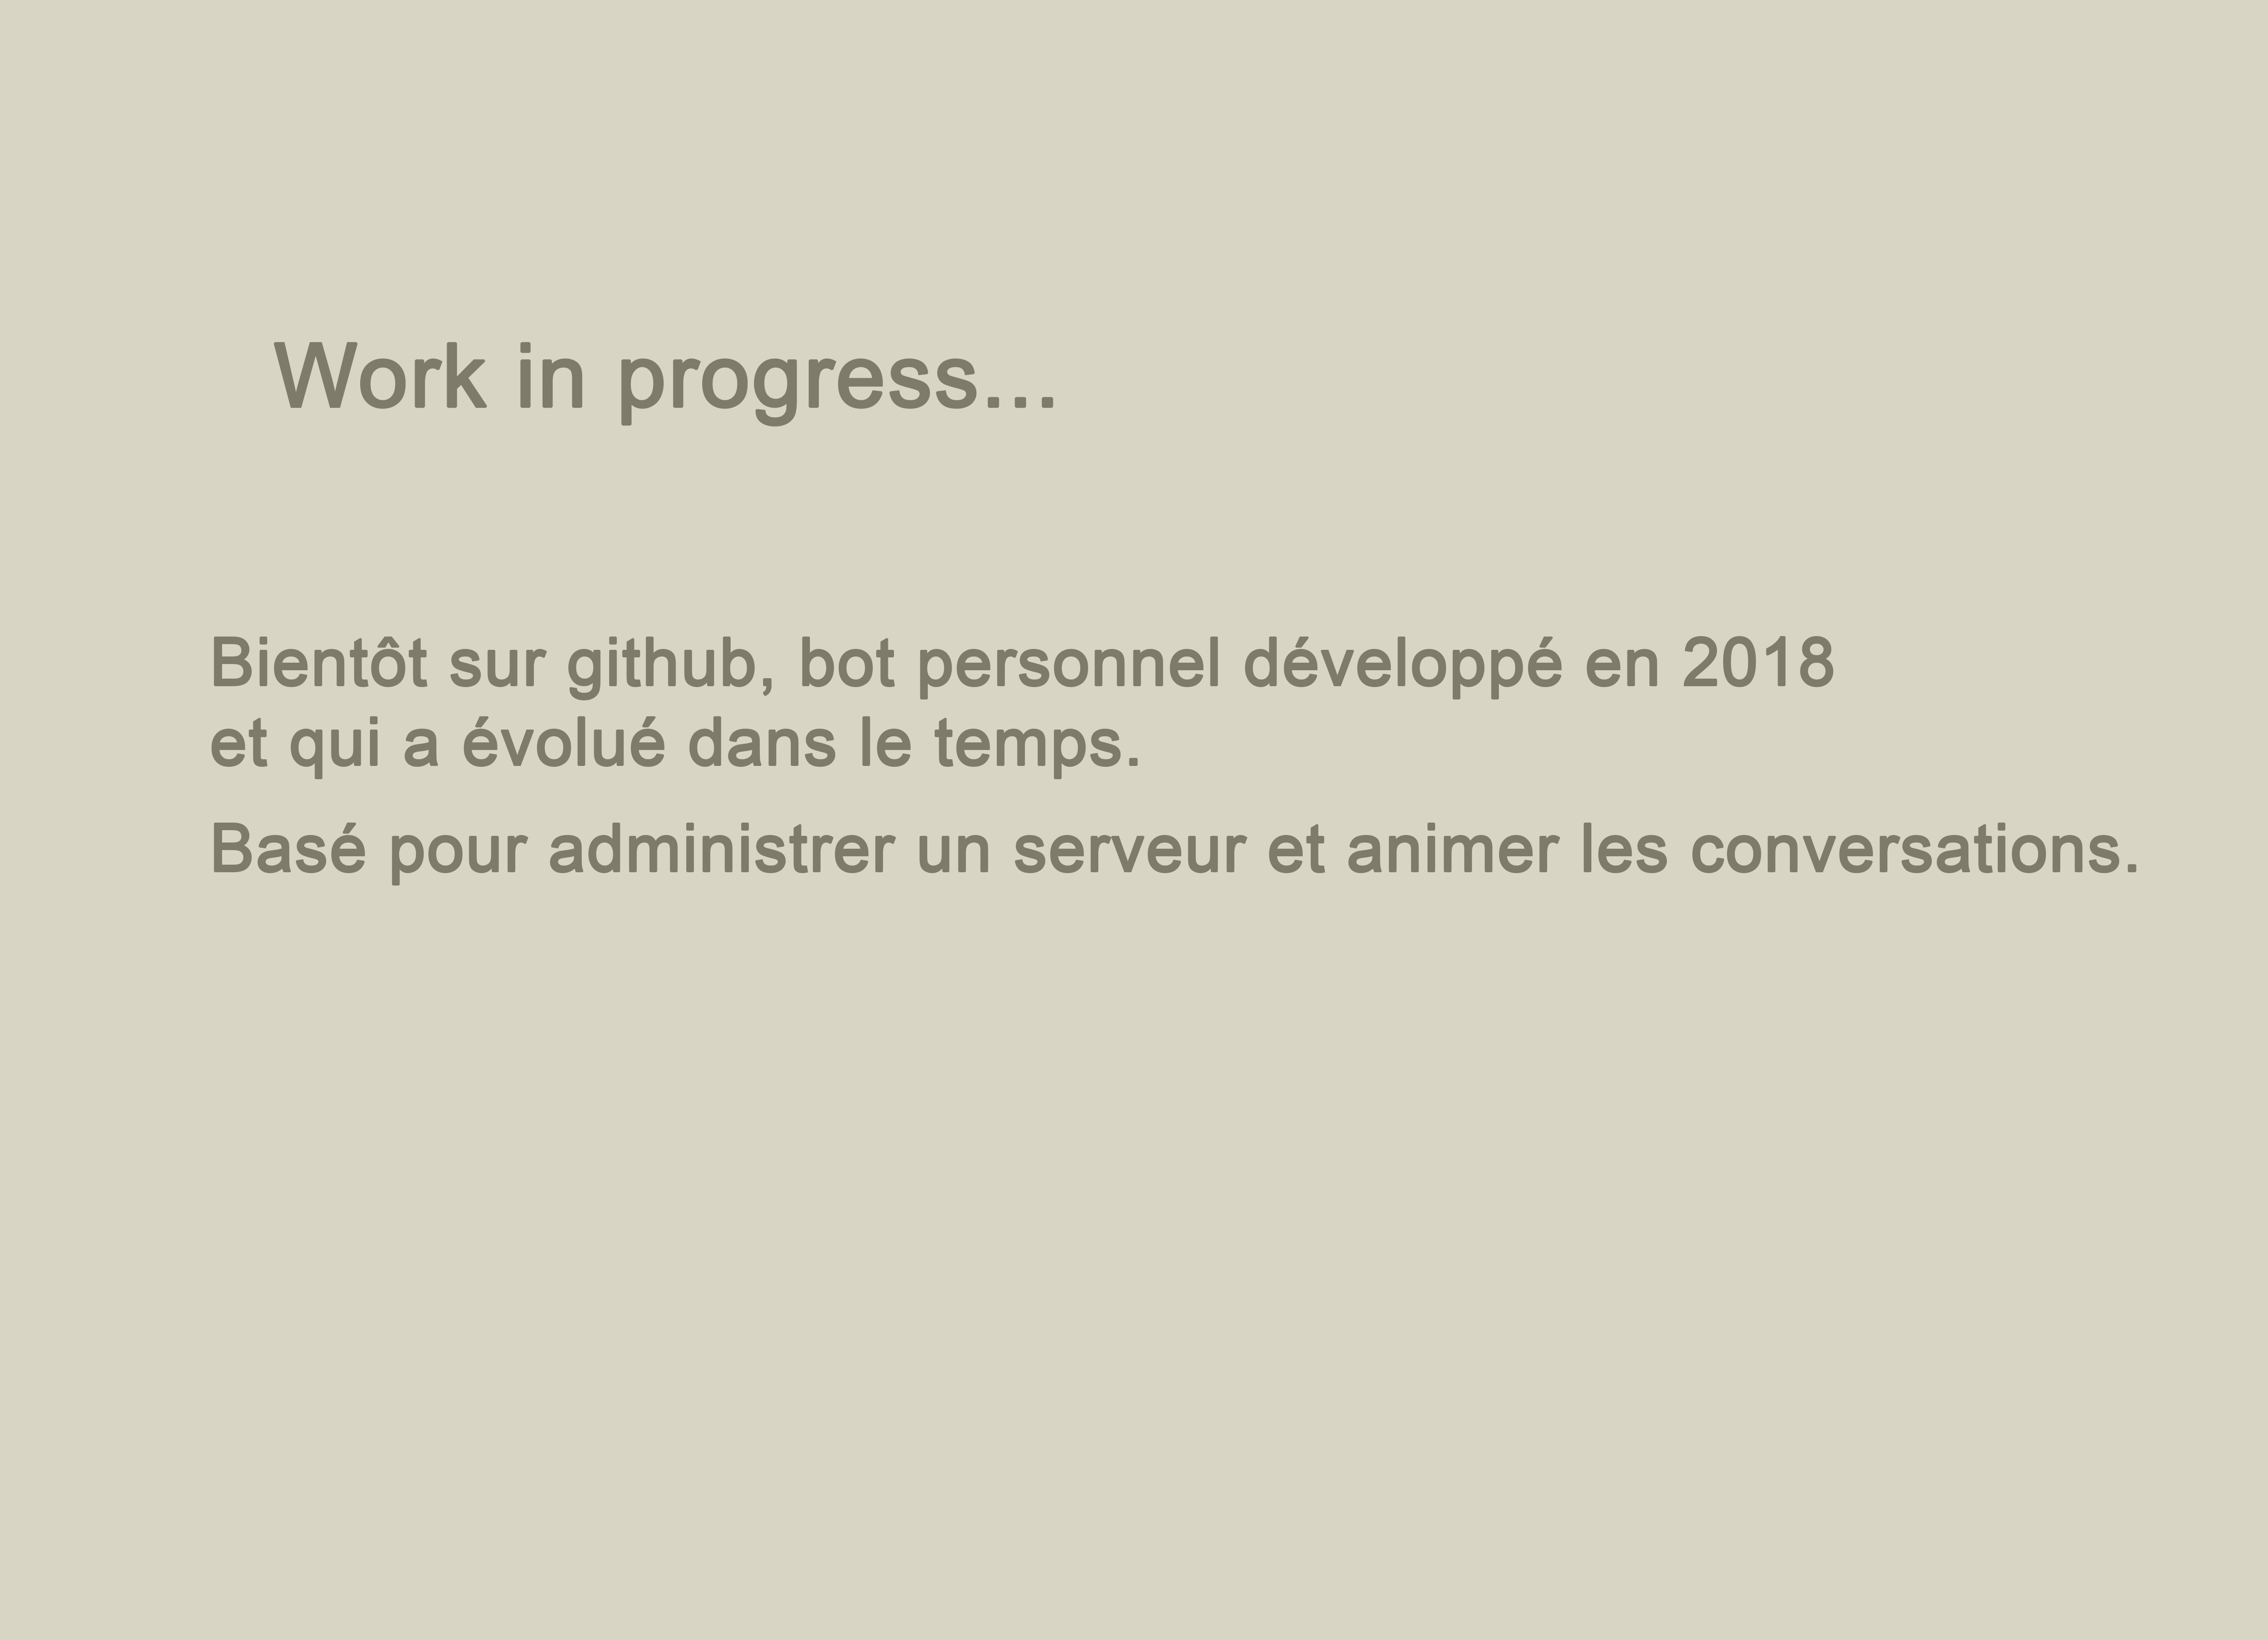 Work in progress...
Bientôt sur github, bot personnel développé en 2018
et qui a évolué dans le temps.
Basé pour administrer un serveur et animer les conversations.